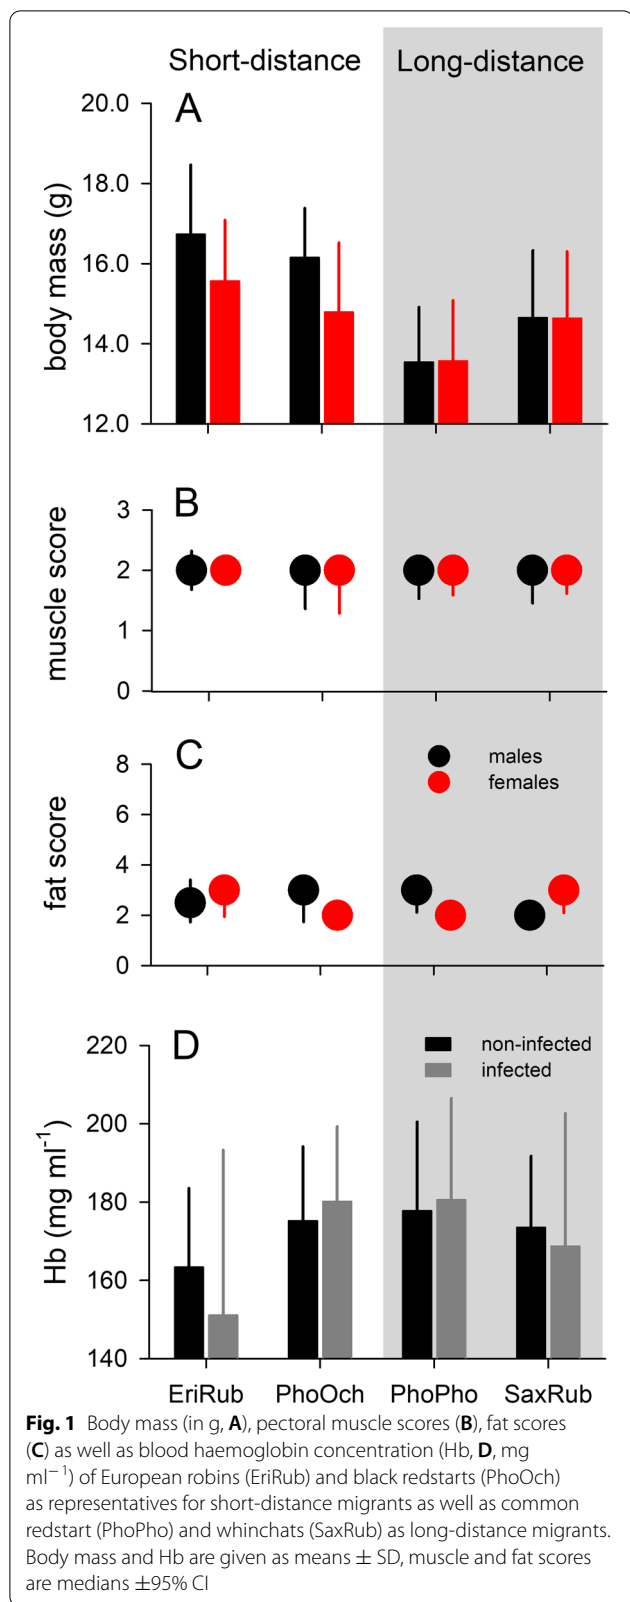 Short-distance Long-distance
A
20.0
18.0
16.0
14.0
12.0
body mass (g)
B
3
2
1
0
muscle score
C
males
females
8
6
4
2
0
fat score
D
non-infected
infected
220
200
180
160
140
Hb (mg ml-1)
EriRub PhoOch PhoPho SaxRub
Fig. 1 Body mass (in g, A), pectoral muscle scores (B), fat scores
(C) as well as blood haemoglobin concentration (Hb, D, mg
ml−1) of European robins (EriRub) and black redstarts (PhoOch)
as representatives for short-distance migrants as well as common
redstart (PhoPho) and whinchats (SaxRub) as long-distance migrants.
Body mass and Hb are given as means ± SD, muscle and fat scores
are medians ±95% CI